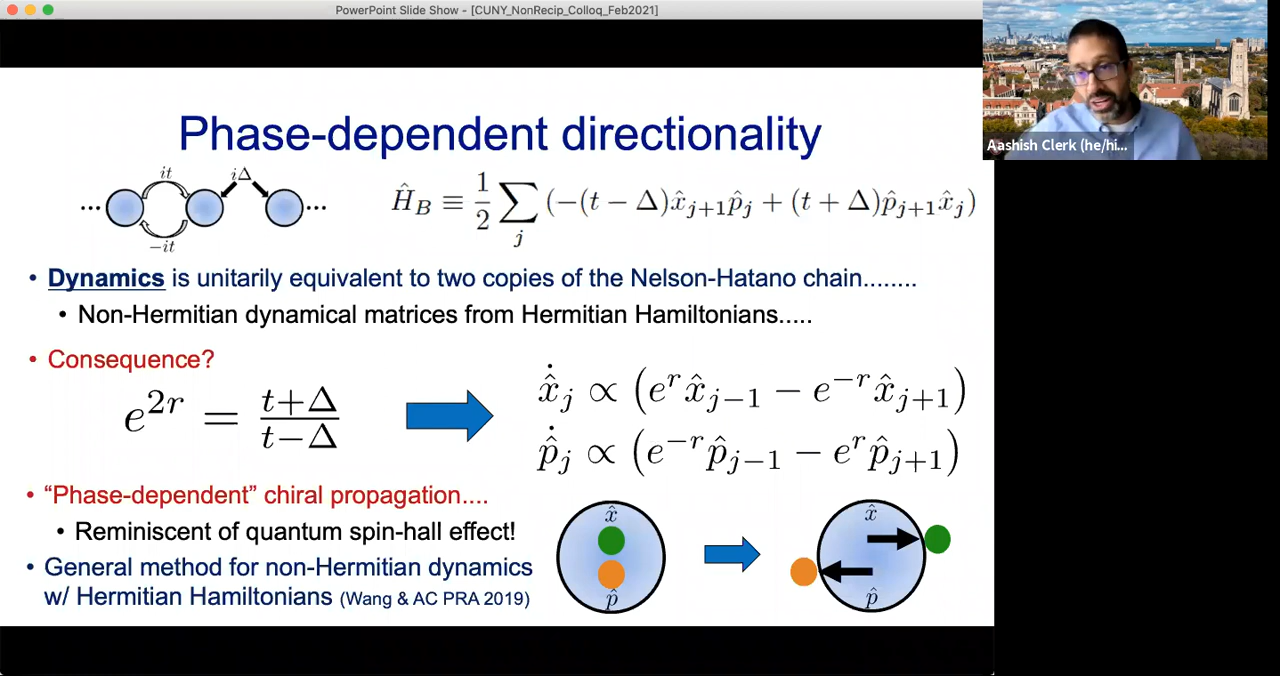 PowerPoint Slide Show - [CUNY_NonRecip_Colloq_Feb2021]
Aashish Clerk (he/hi...
Phase-dependent directionality
it
iΔ
... ...
−it
Ĥ_B ≡ 1/2 ∑_j (−(t − Δ)x̂_{j+1}p̂_j + (t + Δ)p̂_{j+1}x̂_j)
• Dynamics is unitarily equivalent to two copies of the Nelson-Hatano chain........
• Non-Hermitian dynamical matrices from Hermitian Hamiltonians.....
• Consequence?
e^{2r} = (t+Δ)/(t−Δ)
ẋ̂_j ∝ (e^r x̂_{j−1} − e^{−r} x̂_{j+1})
ṗ̂_j ∝ (e^{−r} p̂_{j−1} − e^r p̂_{j+1})
• “Phase-dependent” chiral propagation....
• Reminiscent of quantum spin-hall effect!
• General method for non-Hermitian dynamics
w/ Hermitian Hamiltonians (Wang & AC PRA 2019)
x̂
p̂
x̂
p̂